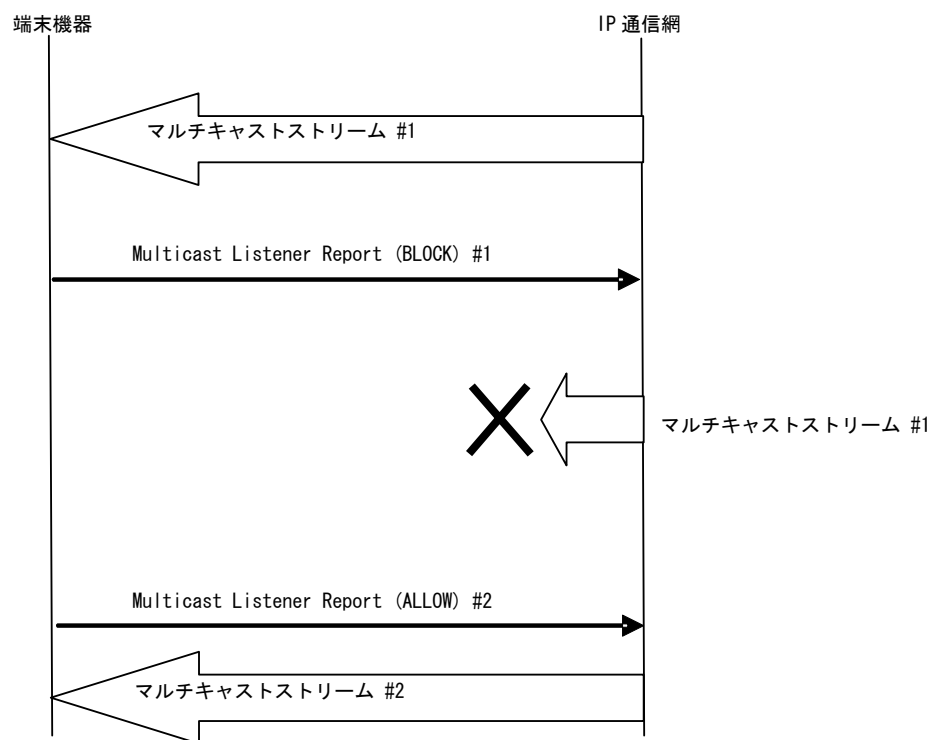 端末機器
IP 通信網
マルチキャストストリーム #1
Multicast Listener Report (BLOCK) #1
マルチキャストストリーム #1
Multicast Listener Report (ALLOW) #2
マルチキャストストリーム #2